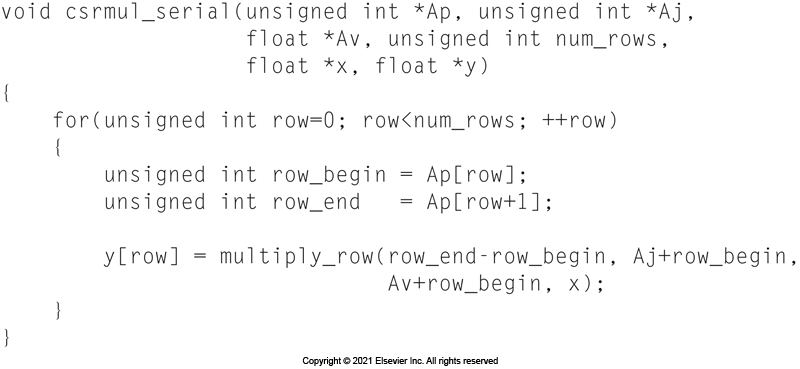 void csrmul_serial(unsigned int *Ap, unsigned int *Aj,
                   float *Av, unsigned int num_rows,
                   float *x, float *y)
{
    for(unsigned int row=0; row<num_rows; ++row)
    {
        unsigned int row_begin = Ap[row];
        unsigned int row_end   = Ap[row+1];

        y[row] = multiply_row(row_end-row_begin, Aj+row_begin,
                              Av+row_begin, x);
    }
}
Copyright © 2021 Elsevier Inc. All rights reserved